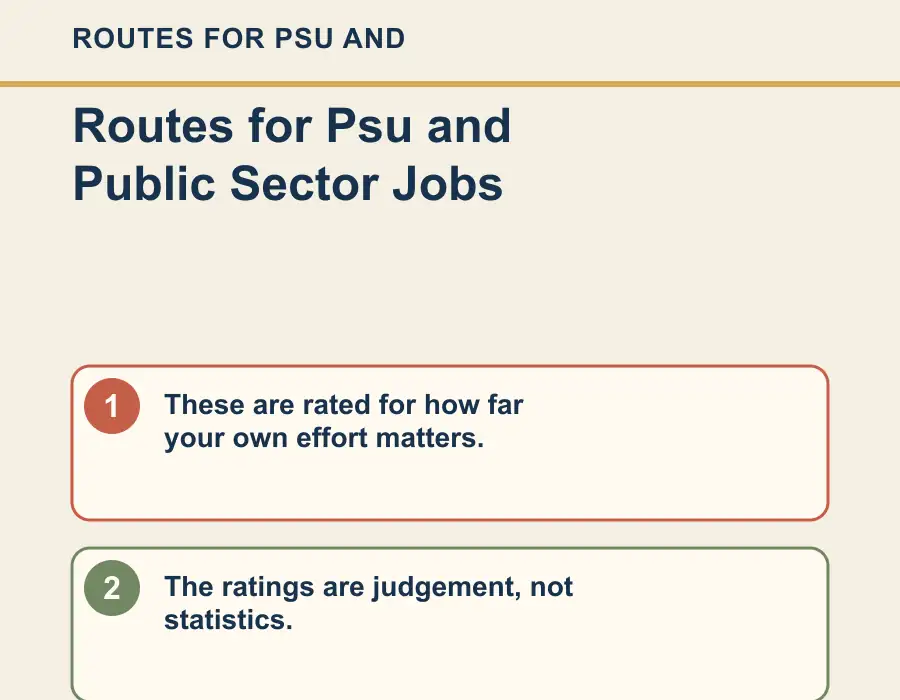 ROUTES FOR PSU AND
Routes for Psu and
Public Sector Jobs
1
These are rated for how far
your own effort matters.
2
The ratings are judgement, not
statistics.